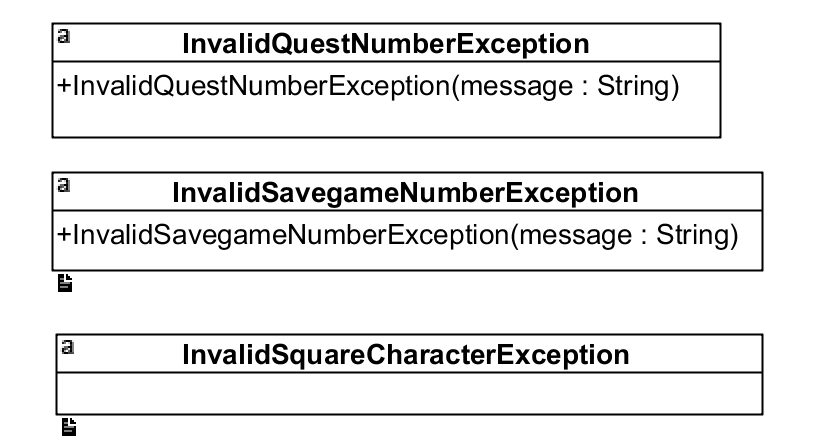 a
InvalidQuestNumberException
+InvalidQuestNumberException(message : String)
a
InvalidSavegameNumberException
+InvalidSavegameNumberException(message : String)
a
InvalidSquareCharacterException